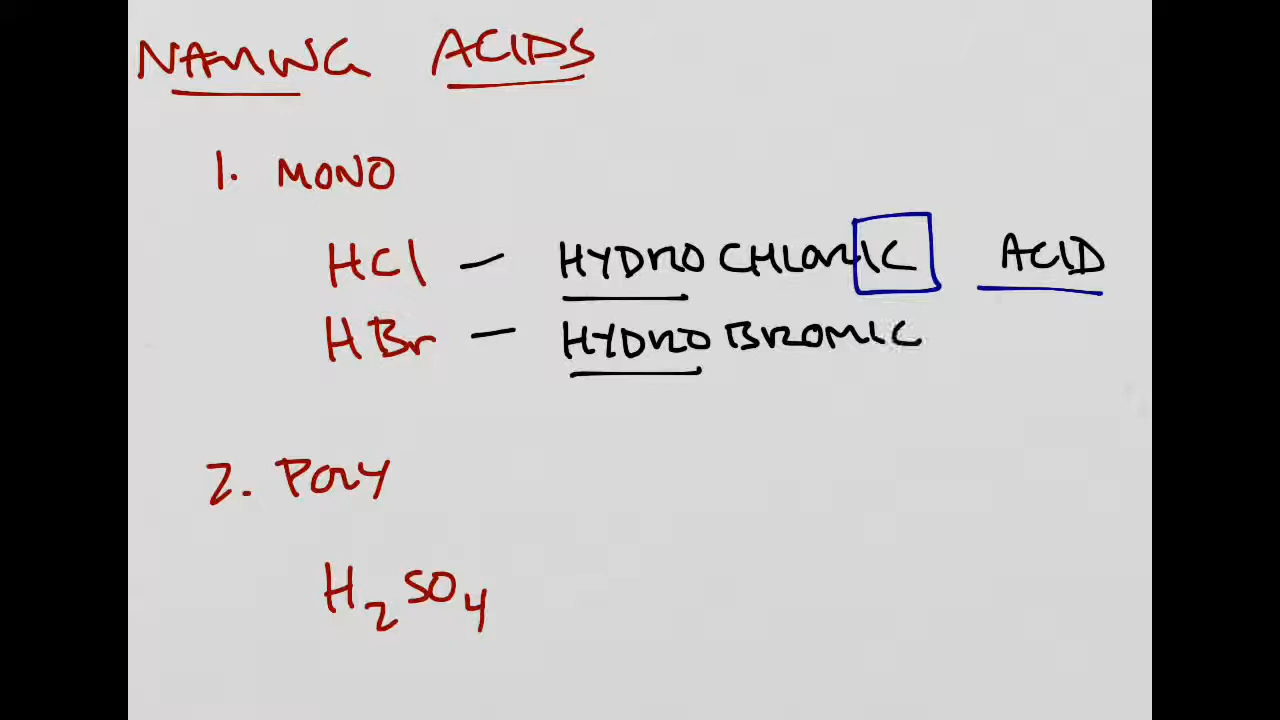 NAMING ACIDS
1. MONO
HCl — HYDROCHLORIC ACID
HBr — HYDROBROMIC
2. POLY
H₂SO₄